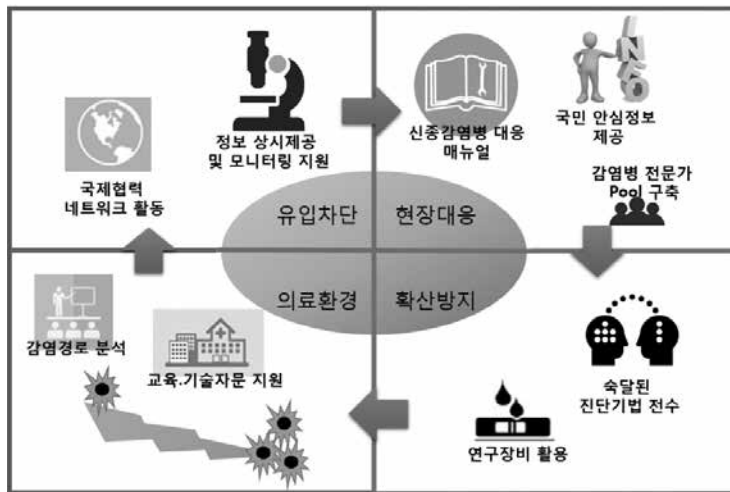 정보 상시제공
및 모니터링 지원
국제협력
네트워크 활동
유입차단
신종감염병 대응
매뉴얼
INFO
국민 안심정보
제공
감염병 전문가
Pool 구축
현장대응
의료환경
감염경로 분석
교육.기술자문 지원
확산방지
숙달된
진단기법 전수
연구장비 활용